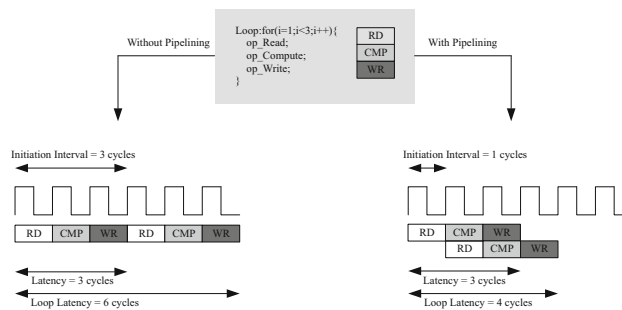 Without Pipelining
Loop:for(i=1;i<3;i++){
op_Read;
op_Compute;
op_Write;
}
RD
CMP
WR
With Pipelining
Initiation Interval = 3 cycles
RD CMP WR RD CMP WR
Latency = 3 cycles
Loop Latency = 6 cycles
Initiation Interval = 1 cycles
RD CMP WR
RD CMP WR
Latency = 3 cycles
Loop Latency = 4 cycles